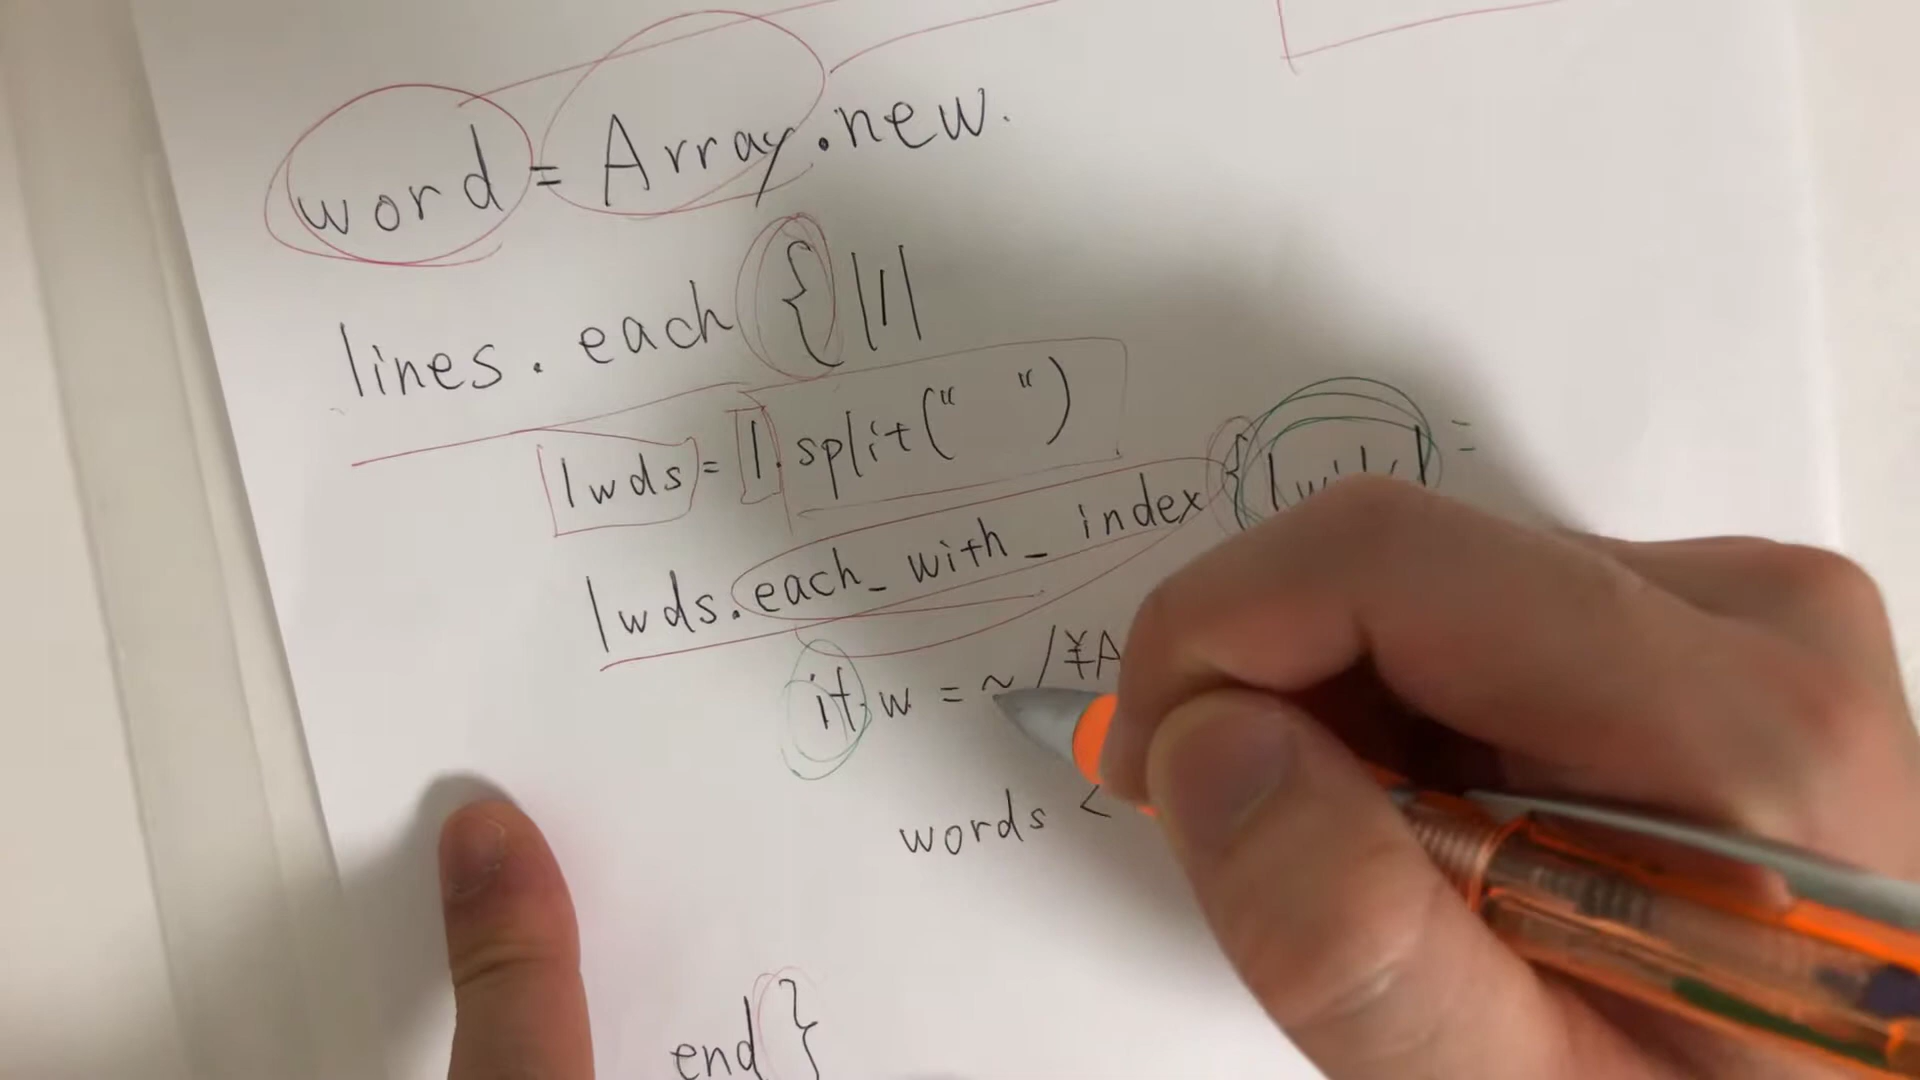 word = Array.new.
lines.each { |l|
lwds = l.split("  ")
lwds.each_with_index { | =
if w =~ /¥A
words <
end }